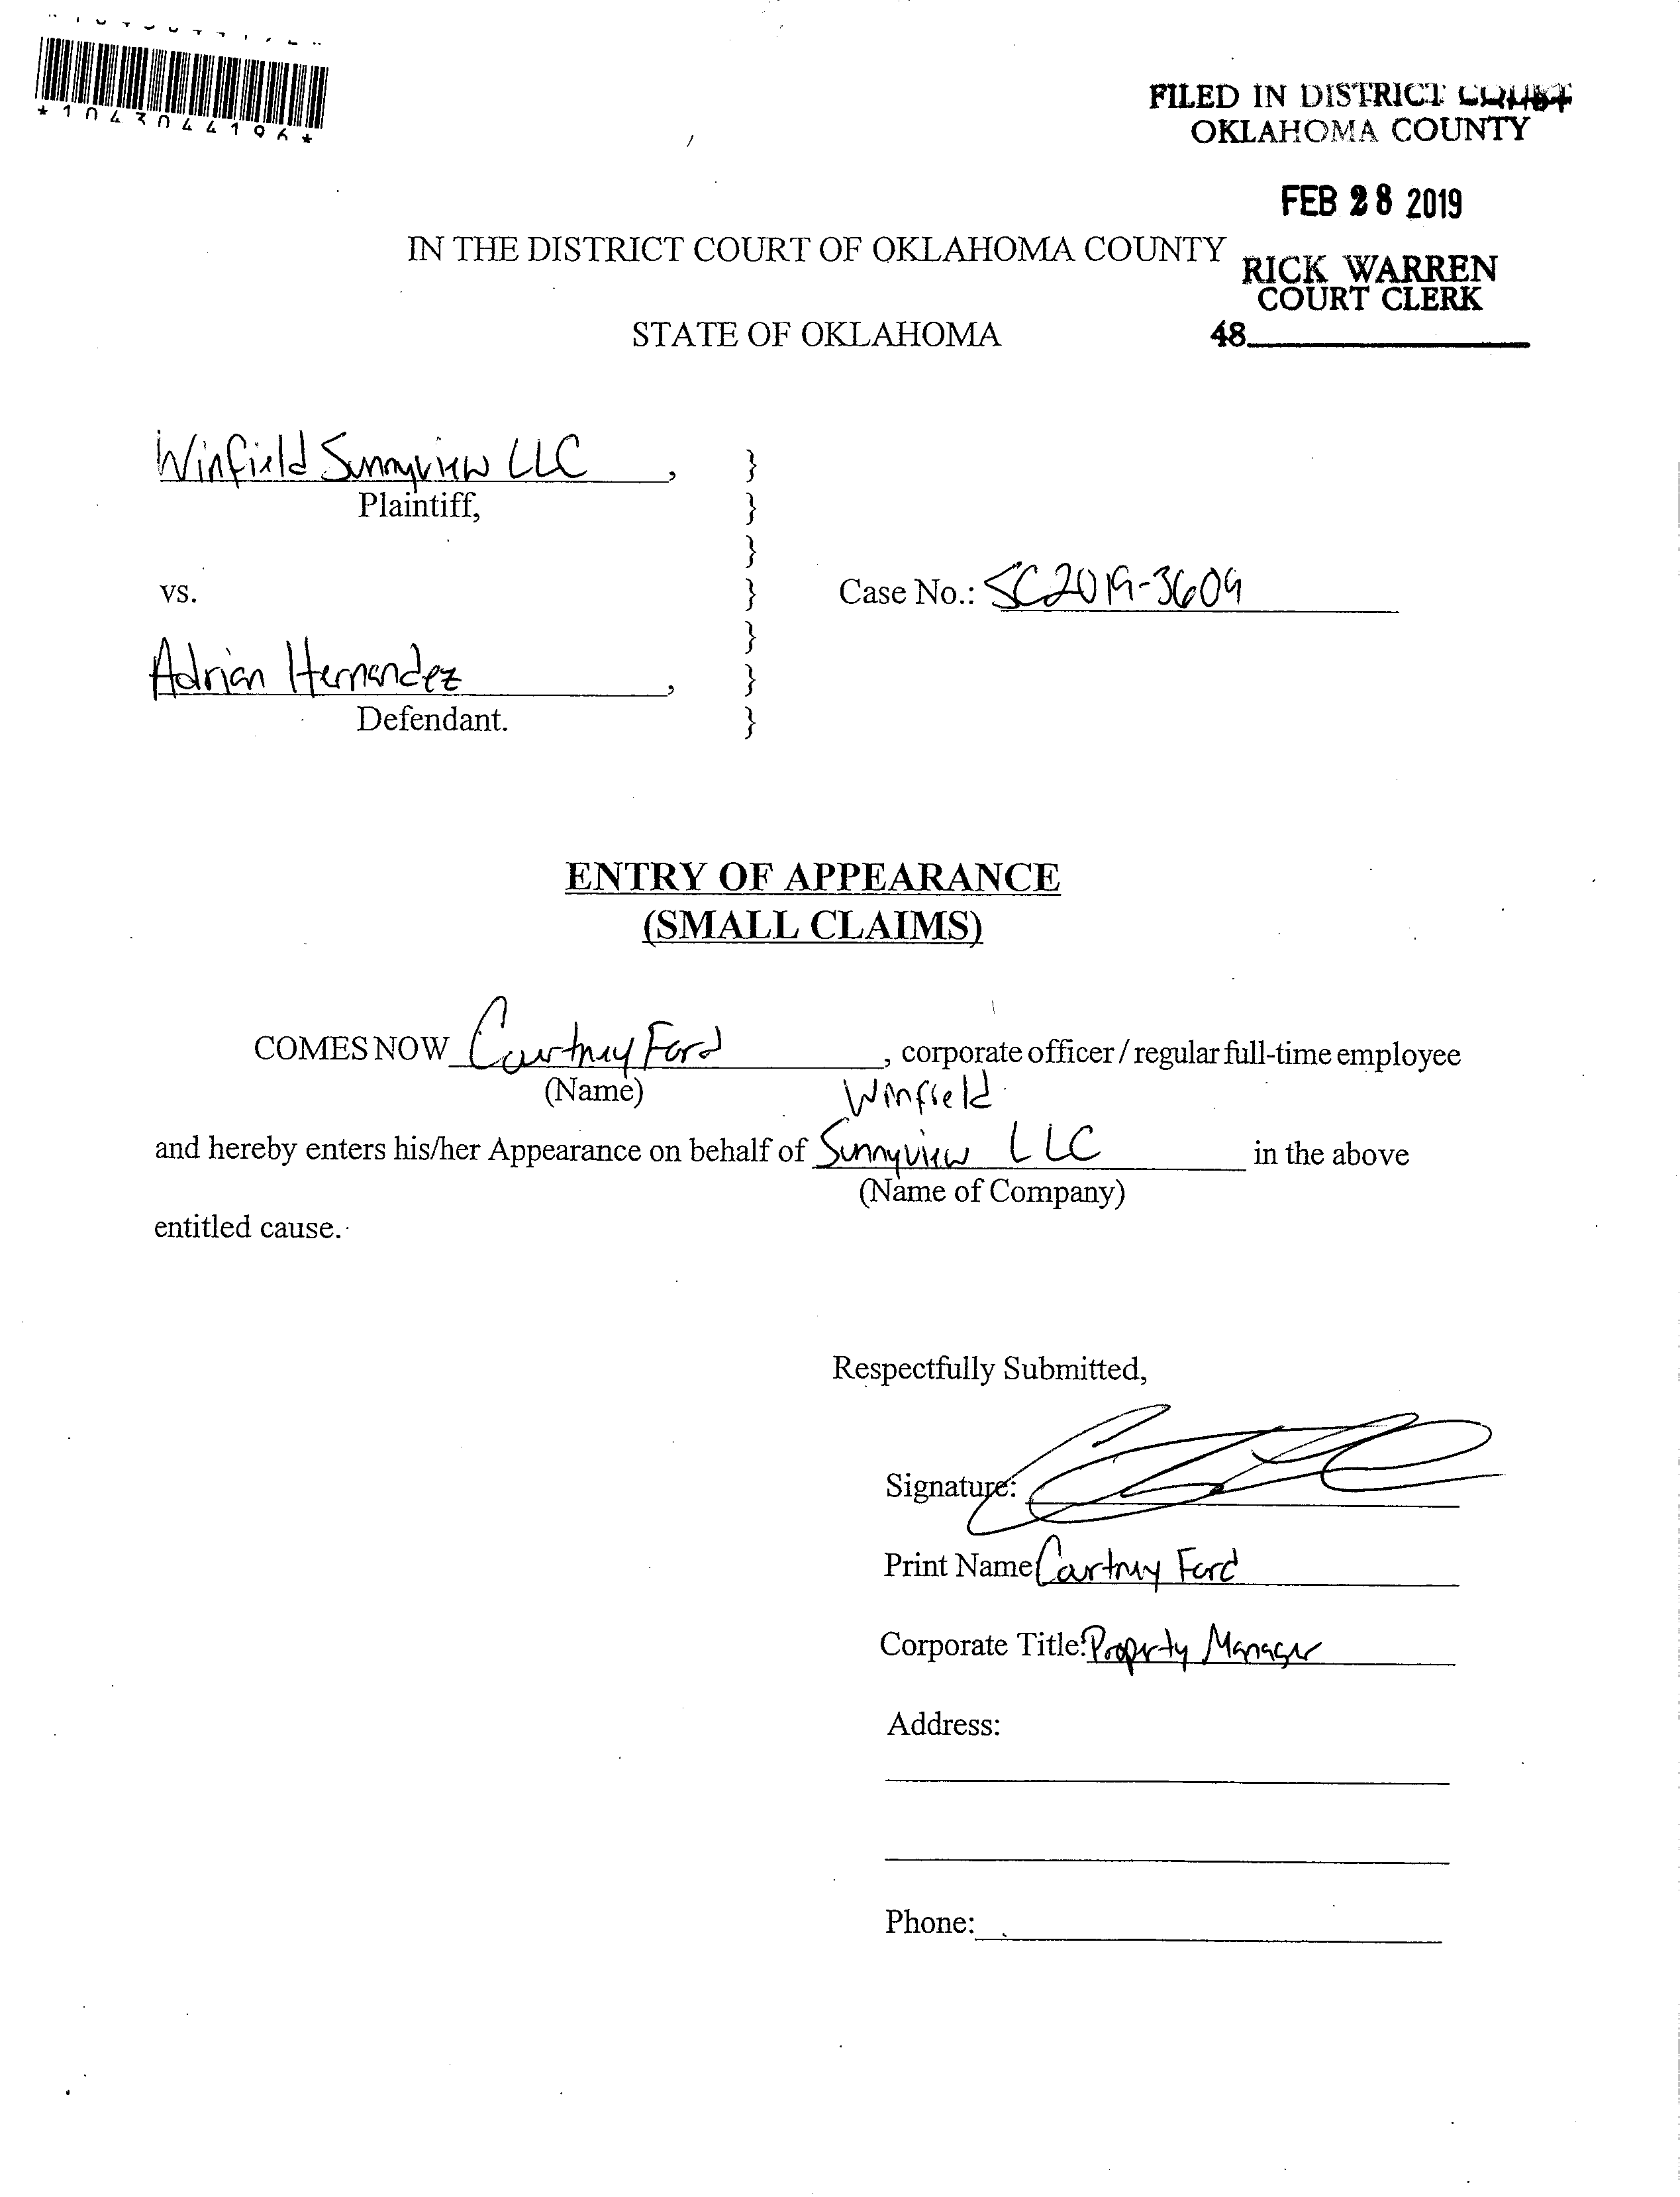 *1043044196*
FILED IN DISTRICT COURT
OKLAHOMA COUNTY
FEB 28 2019
IN THE DISTRICT COURT OF OKLAHOMA COUNTY
RICK WARREN
COURT CLERK
STATE OF OKLAHOMA
48
Winfield Sunnyview LLC ,
Plaintiff,
vs.
Case No.: SC2019-3609
Adrian Hernandez ,
Defendant.
}
}
}
}
}
}
}
ENTRY OF APPEARANCE
(SMALL CLAIMS)
COMES NOW Courtney Ford , corporate officer / regular full-time employee
(Name)
Winfield
and hereby enters his/her Appearance on behalf of Sunnyview LLC in the above
(Name of Company)
entitled cause.
Respectfully Submitted,
Signature:
Print Name: Courtney Ford
Corporate Title: Property Manager
Address:
Phone: